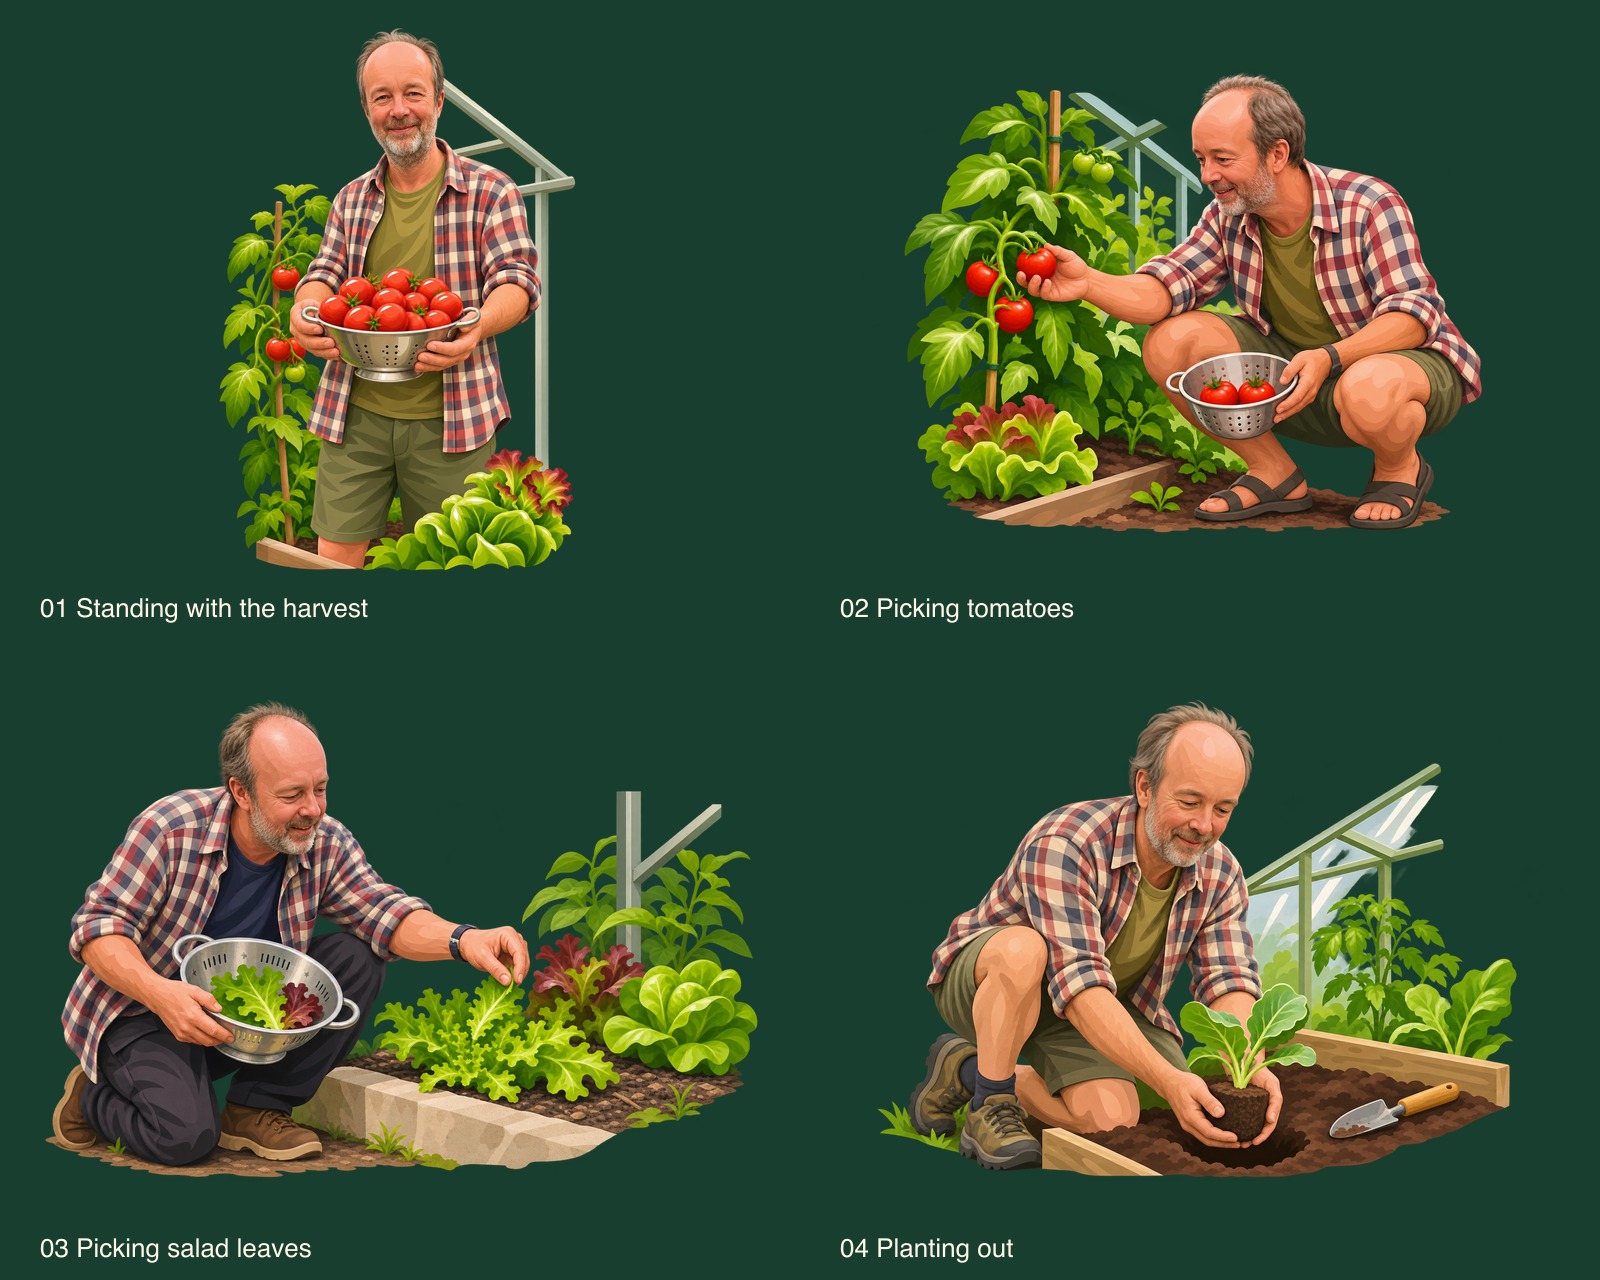 01 Standing with the harvest
02 Picking tomatoes
03 Picking salad leaves
04 Planting out